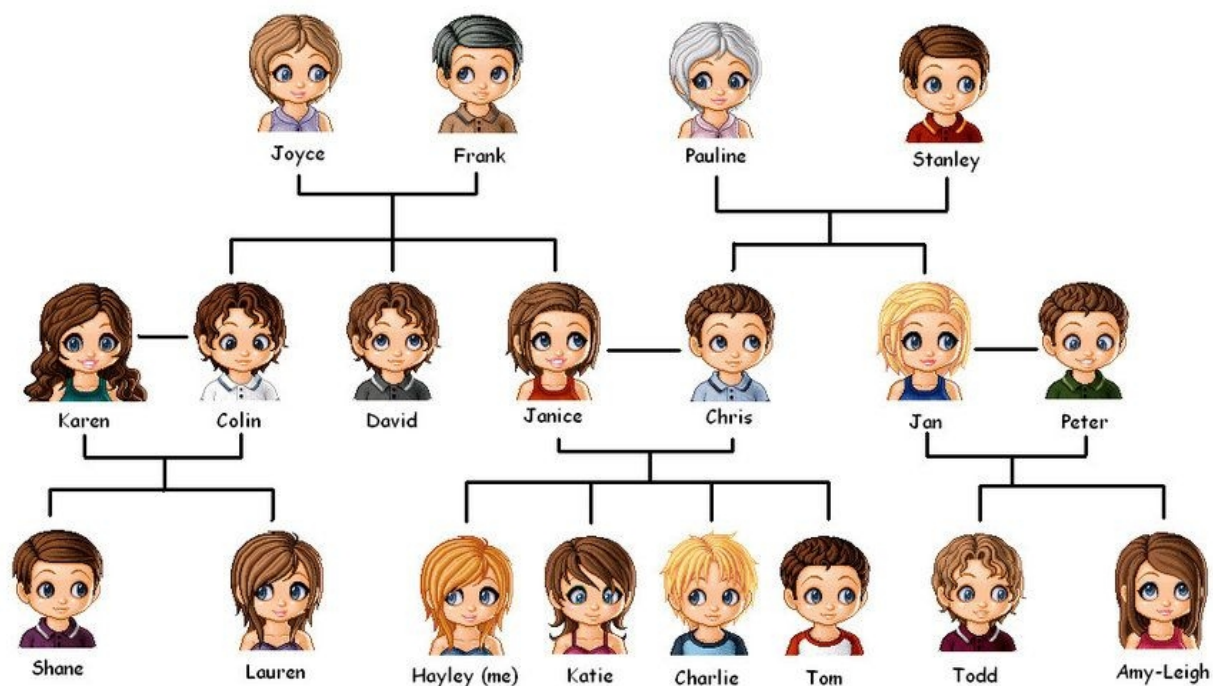 Joyce
Frank
Pauline
Stanley
Karen
Colin
David
Janice
Chris
Jan
Peter
Shane
Lauren
Hayley (me)
Katie
Charlie
Tom
Todd
Amy-Leigh